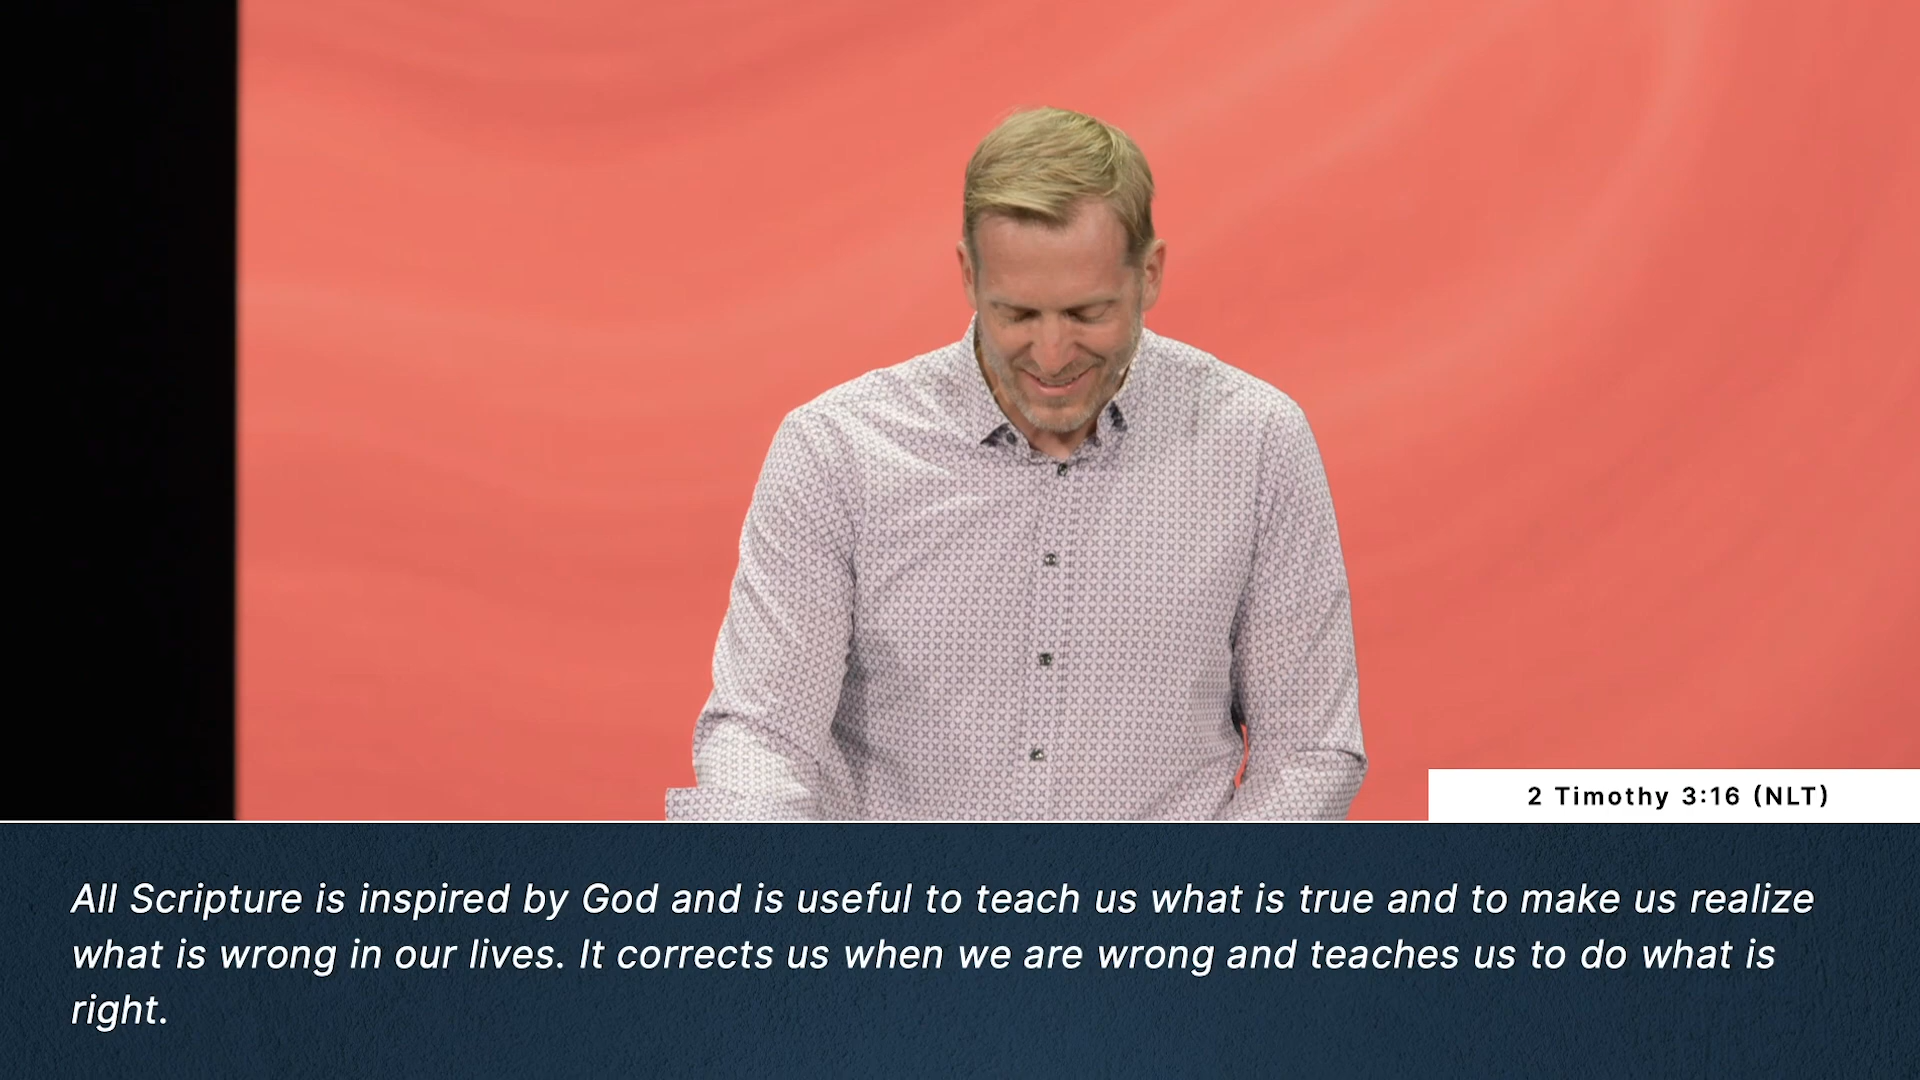 2 Timothy 3:16 (NLT)
All Scripture is inspired by God and is useful to teach us what is true and to make us realize
what is wrong in our lives. It corrects us when we are wrong and teaches us to do what is
right.